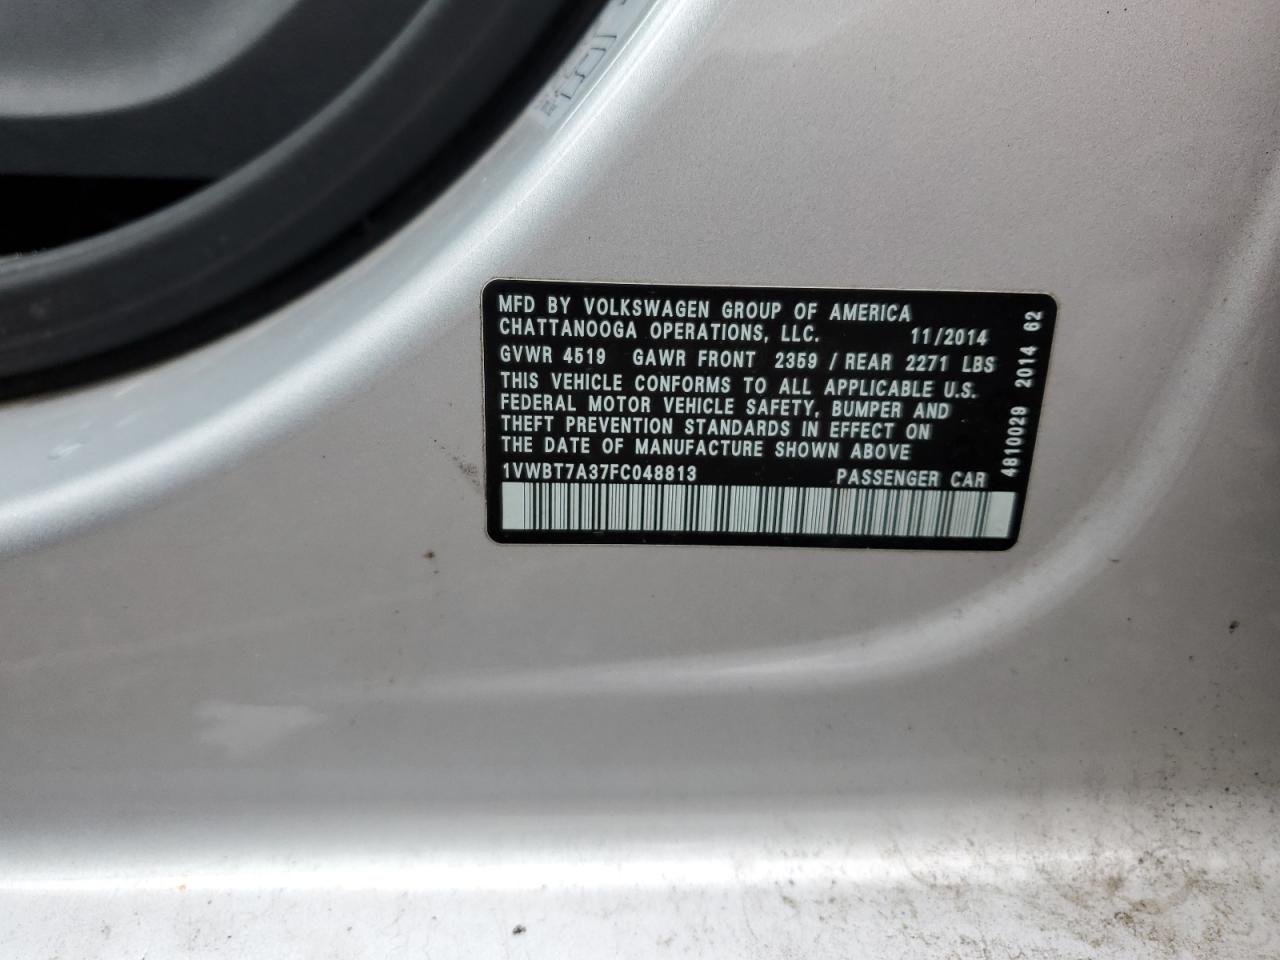 MFD BY VOLKSWAGEN GROUP OF AMERICA
CHATTANOOGA OPERATIONS, LLC. 11/2014
GVWR 4519 GAWR FRONT 2359 / REAR 2271 LBS
THIS VEHICLE CONFORMS TO ALL APPLICABLE U.S.
FEDERAL MOTOR VEHICLE SAFETY, BUMPER AND
THEFT PREVENTION STANDARDS IN EFFECT ON
THE DATE OF MANUFACTURE SHOWN ABOVE
1VWBT7A37FC048813 PASSENGER CAR
4810029 2014 62